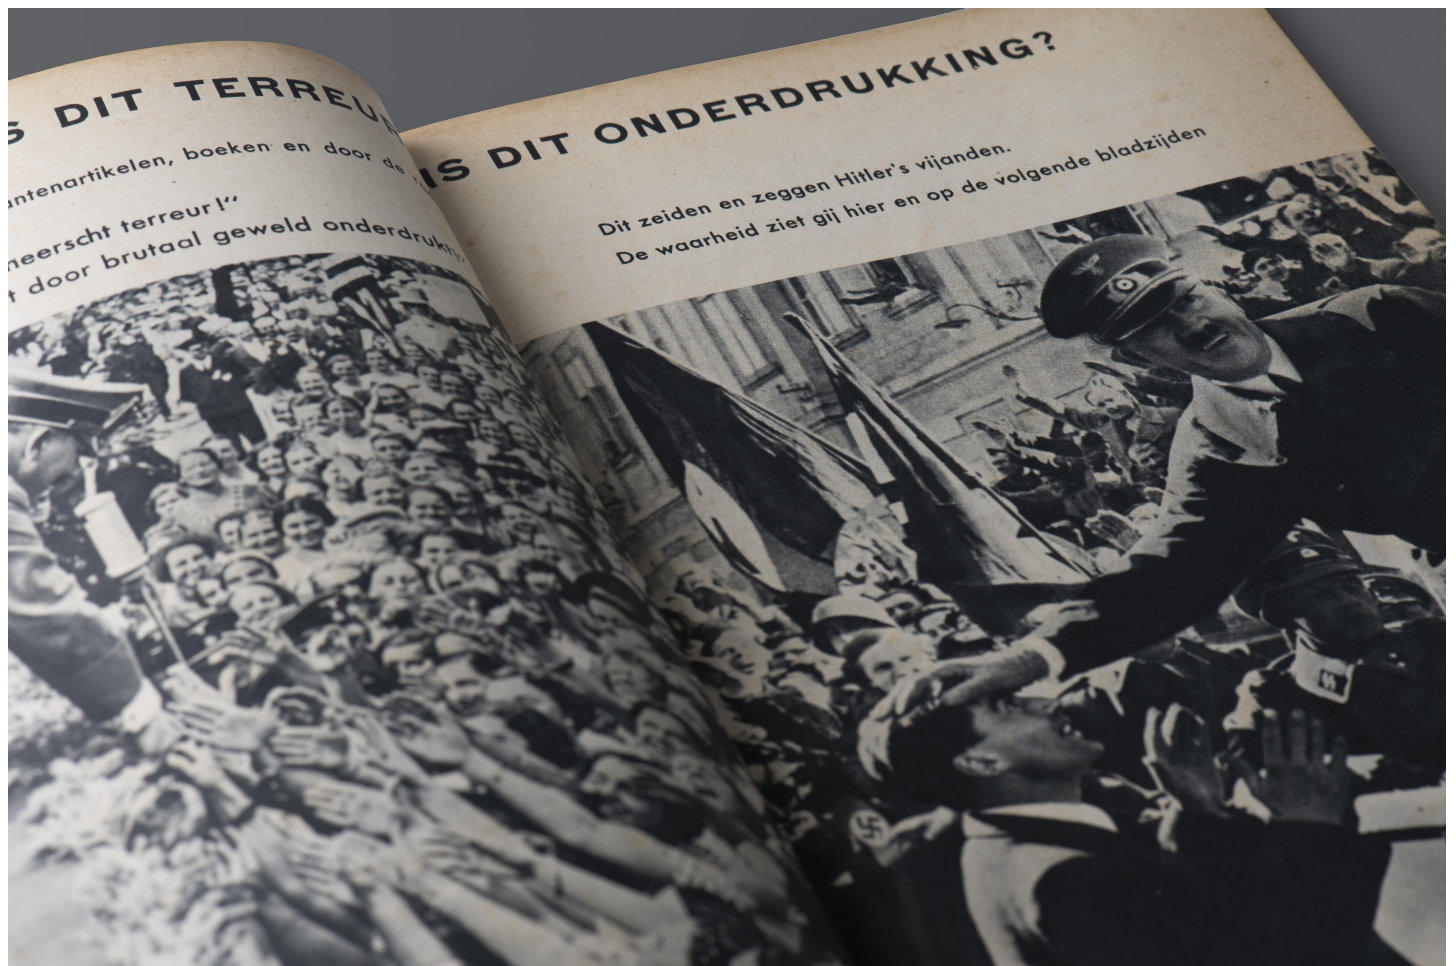 S DIT TERREUR
antenartikelen, boeken en door de
heerscht terreur!“
t door brutaal geweld onderdrukt!“
IS DIT ONDERDRUKKING?
Dit zeiden en zeggen Hitler's vijanden.
De waarheid ziet gij hier en op de volgende bladzijden